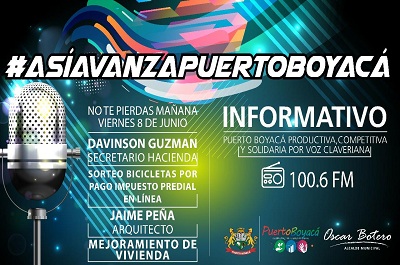 #ASÍAVANZAPUERTOBOYACÁ
NO TE PIERDAS MAÑANA
VIERNES 8 DE JUNIO
DAVINSON GUZMAN
SECRETARIO HACIENDA
SORTEO BICICLETAS POR
PAGO IMPUESTO PREDIAL
EN LÍNEA
JAIME PEÑA
ARQUITECTO
MEJORAMIENTO DE
VIVIENDA
INFORMATIVO
PUERTO BOYACÁ PRODUCTIVA,COMPETITIVA
Y SOLIDARIA POR VOZ CLAVERIANA
100.6 FM
PuertoBoyacá
Oscar Botero
ALCALDE MUNICIPAL